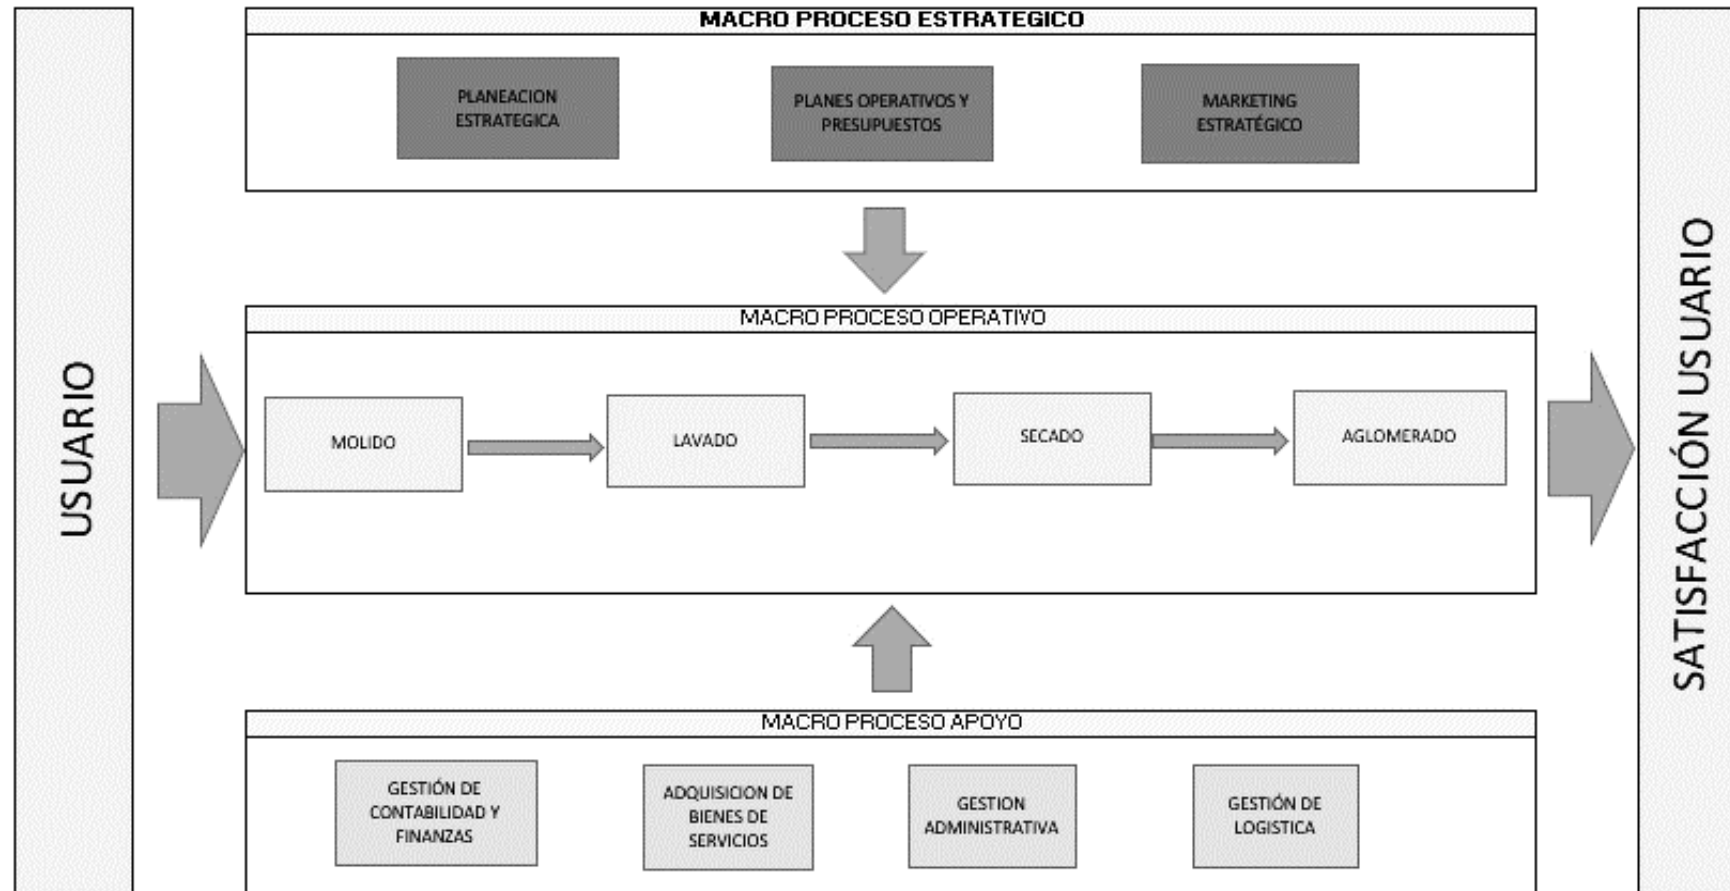 MACRO PROCESO ESTRATEGICO
PLANEACION
ESTRATEGICA
PLANES OPERATIVOS Y
PRESUPUESTOS
MARKETING
ESTRATÉGICO
USUARIO
MACRO PROCESO OPERATIVO
MOLIDO
LAVADO
SECADO
AGLOMERADO
SATISFACCIÓN USUARIO
MACRO PROCESO APOYO
GESTIÓN DE
CONTABILIDAD Y
FINANZAS
ADQUISICION DE
BIENES DE
SERVICIOS
GESTION
ADMINISTRATIVA
GESTIÓN DE
LOGISTICA